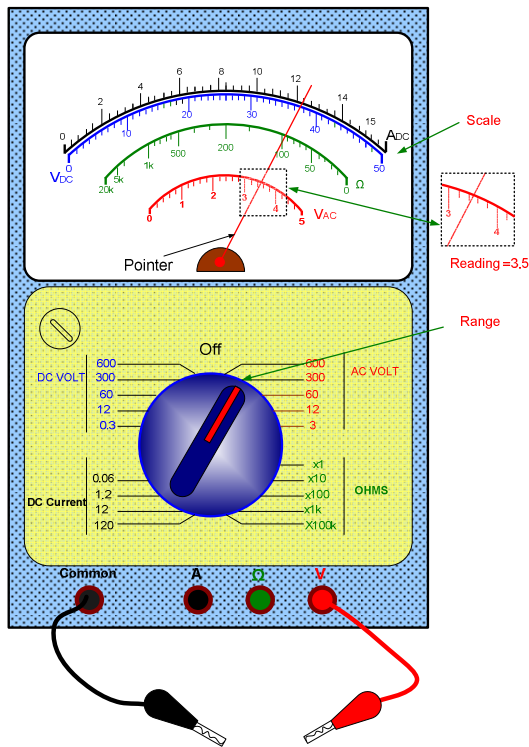 0 2 4 6 8 10 12 14 15
A DC
0 10 20 30 40 50
V DC
20k 5k 1k 500 200 100 50 0 Ω
0 1 2 3 4 5
V AC
Scale
3 4
Reading =3.5
Pointer
Range
Off
DC VOLT
600
300
60
12
0.3
AC VOLT
600
300
60
12
3
DC Current
0.06
1.2
12
120
OHMS
x1
x10
x100
x1k
X100k
Common A Ω V